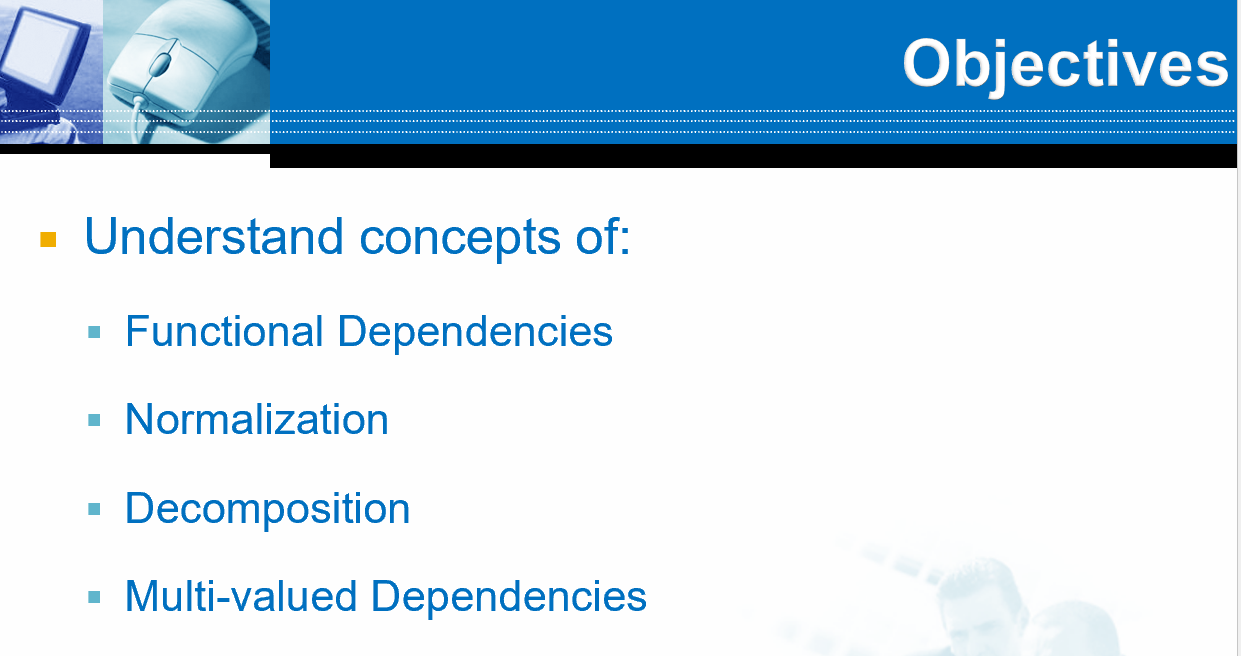 Objectives
Understand concepts of:
Functional Dependencies
Normalization
Decomposition
Multi-valued Dependencies